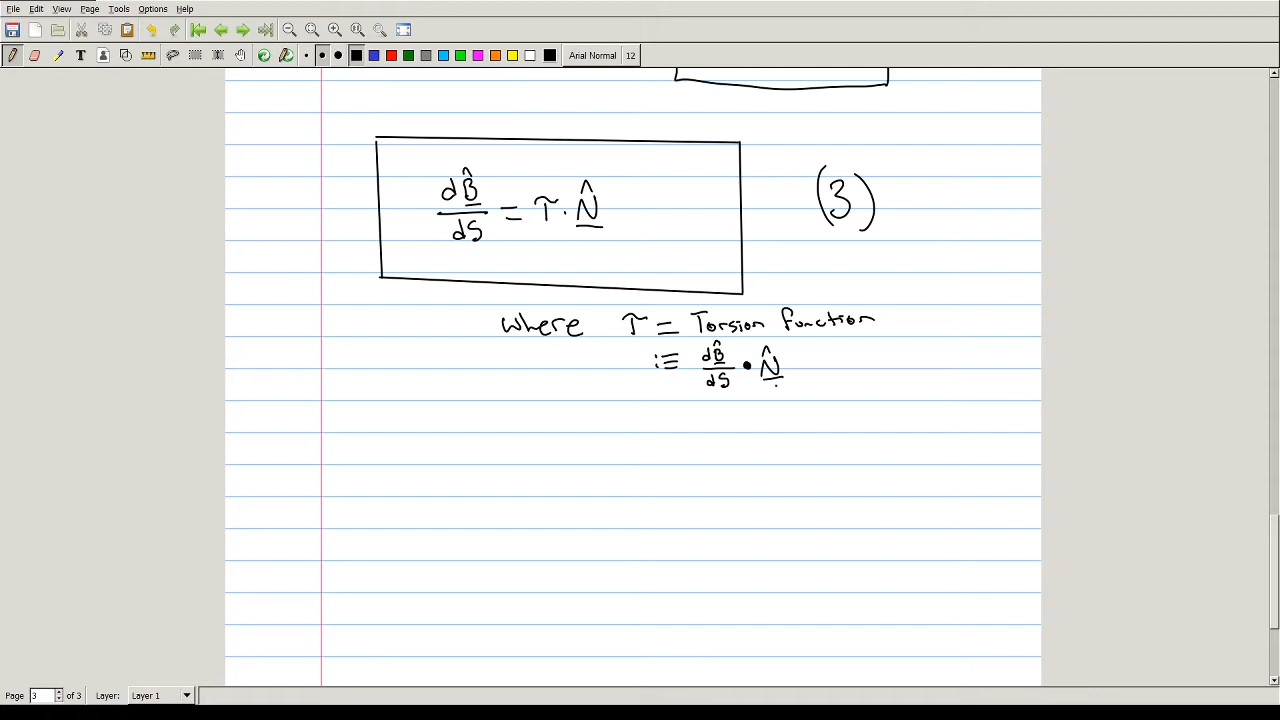 File Edit View Page Tools Options Help
T Arial Normal 12
dB̂/dS = τ · N̂ (3)
where τ = Torsion function
:≡ dB̂/dS • N̂
Page 3 of 3 Layer: Layer 1